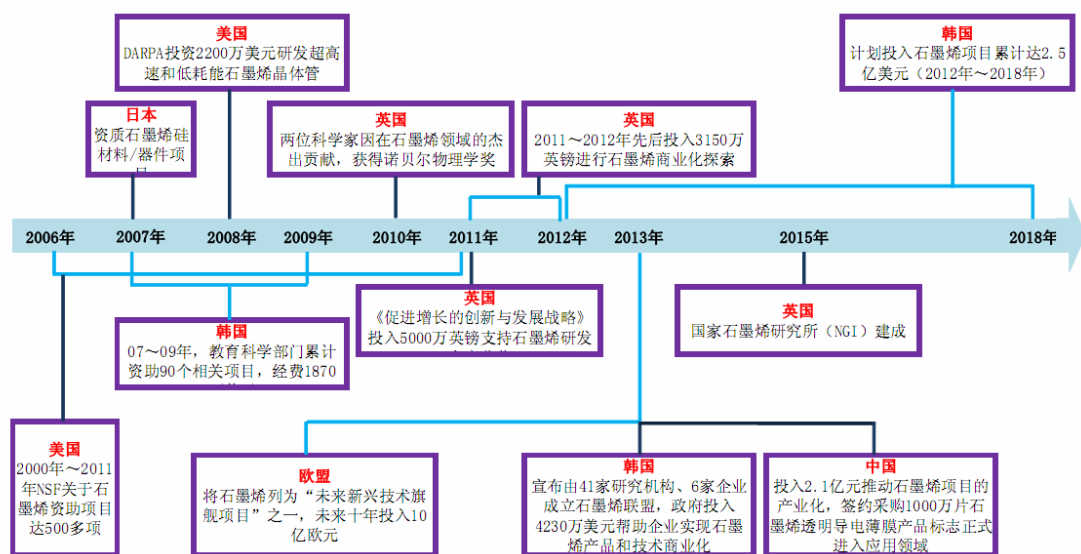 美国
DARPA投资2200万美元研发超高
速和低耗能石墨烯晶体管
韩国
计划投入石墨烯项目累计达2.5
亿美元（2012年～2018年）
日本
资质石墨烯硅
材料/器件项
英国
两位科学家因在石墨烯领域的杰
出贡献，获得诺贝尔物理学奖
英国
2011～2012年先后投入3150万
英镑进行石墨烯商业化探索
2006年 2007年 2008年 2009年 2010年 2011年 2012年 2013年 2015年 2018年
韩国
07～09年，教育科学部门累计
资助90个相关项目，经费1870
英国
《促进增长的创新与发展战略》
投入5000万英镑支持石墨烯研发
英国
国家石墨烯研究所（NGI）建成
美国
2000年～2011
年NSF关于石
墨烯资助项目
达500多项
欧盟
将石墨烯列为“未来新兴技术旗
舰项目”之一，未来十年投入10
亿欧元
韩国
宣布由41家研究机构、6家企业
成立石墨烯联盟，政府投入
4230万美元帮助企业实现石墨
烯产品和技术商业化
中国
投入2.1亿元推动石墨烯项目的
产业化，签约采购1000万片石
墨烯透明导电薄膜产品标志正式
进入应用领域